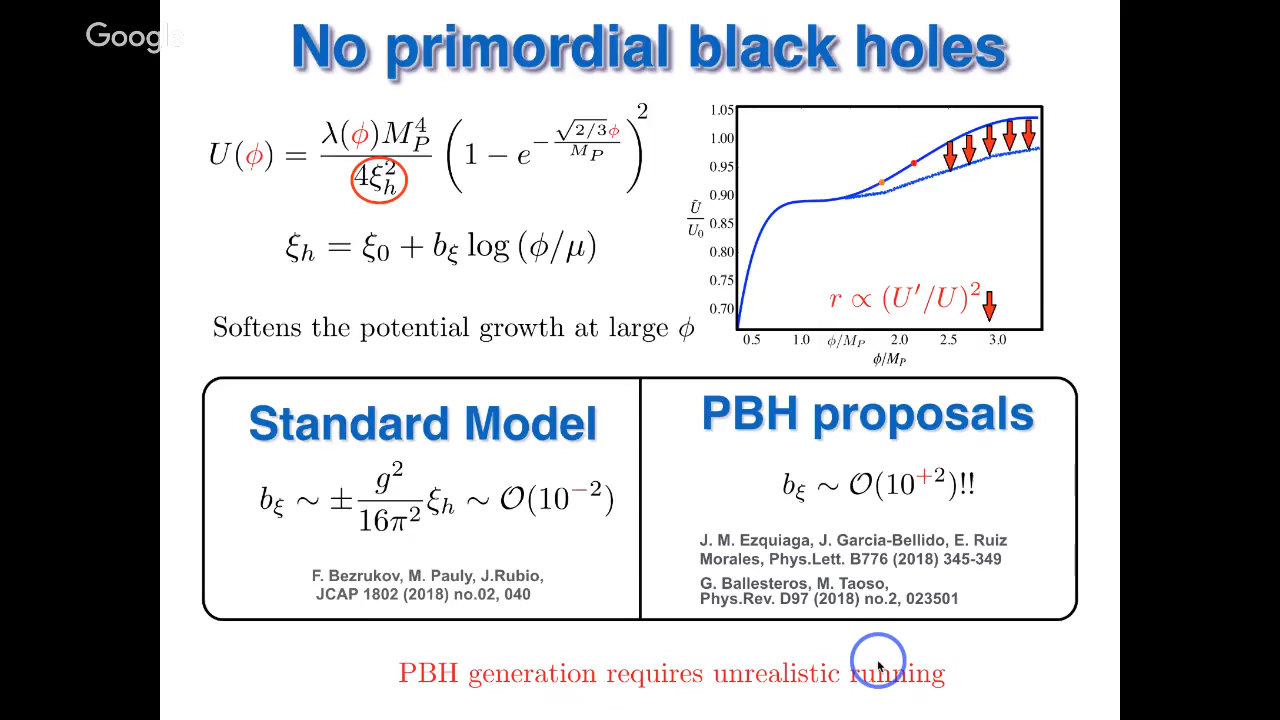 Google
No primordial black holes
U(φ) = λ(φ)M_P^4 / 4ξ_h^2 (1 − e^{−√(2/3)φ / M_P})^2
ξ_h = ξ_0 + b_ξ log (φ/μ)
Softens the potential growth at large φ
1.05
1.00
0.95
0.90
0.85
0.80
0.75
0.70
Ũ/U_0
r ∝ (U′/U)^2
0.5 1.0 φ/M_P 2.0 2.5 3.0
φ/M_P
Standard Model
b_ξ ∼ ± g^2/16π^2 ξ_h ∼ O(10^{−2})
F. Bezrukov, M. Pauly, J.Rubio,
JCAP 1802 (2018) no.02, 040
PBH proposals
b_ξ ∼ O(10^{+2})!!
J. M. Ezquiaga, J. Garcia-Bellido, E. Ruiz
Morales, Phys.Lett. B776 (2018) 345-349
G. Ballesteros, M. Taoso,
Phys.Rev. D97 (2018) no.2, 023501
PBH generation requires unrealistic running